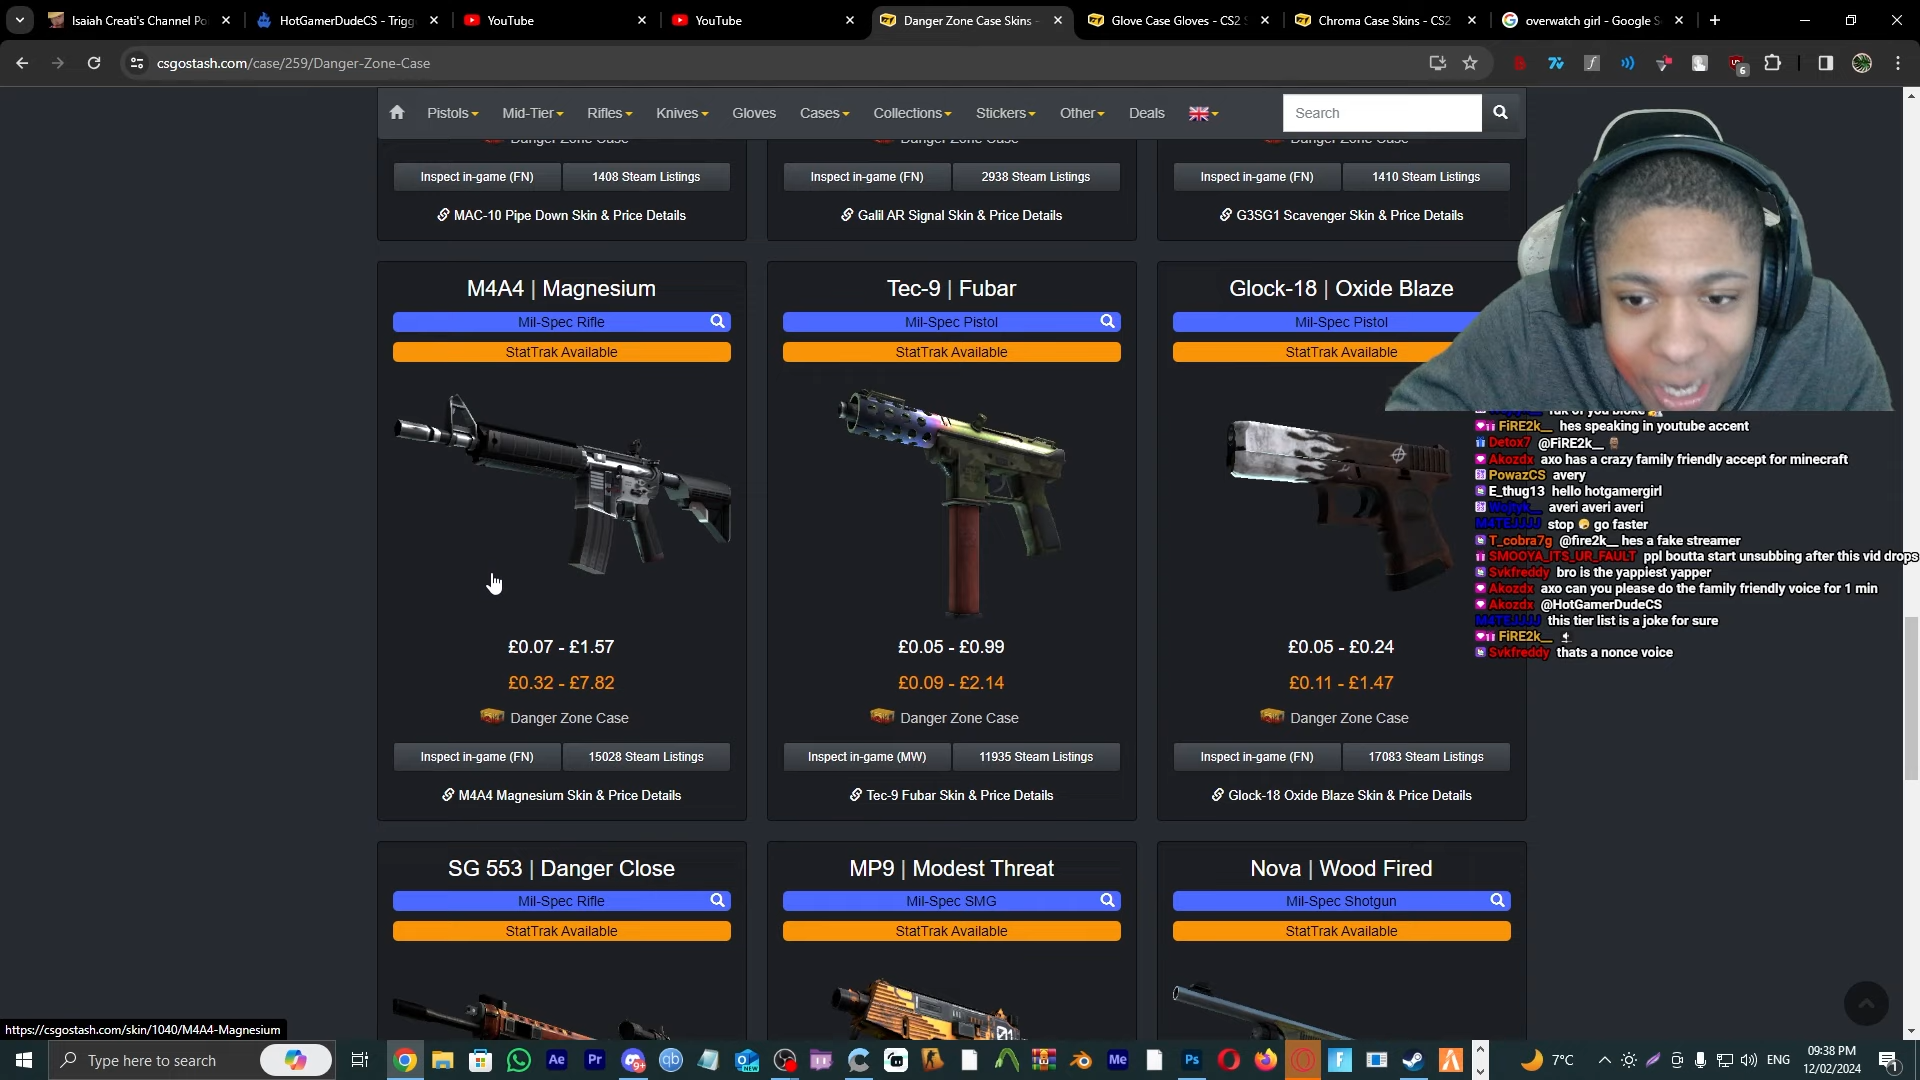 Isaiah Creati's Channel Po
HotGamerDudeCS - Trigg
YouTube
YouTube
Danger Zone Case Skins -
Glove Case Gloves - CS2 S
Chroma Case Skins - CS2
overwatch girl - Google S
csgostash.com/case/259/Danger-Zone-Case
6
Pistols
Mid-Tier
Rifles
Knives
Gloves
Cases
Collections
Stickers
Other
Deals
Search
Danger Zone Case
Danger Zone Case
Danger Zone Case
Inspect in-game (FN)
1408 Steam Listings
Inspect in-game (FN)
2938 Steam Listings
Inspect in-game (FN)
1410 Steam Listings
MAC-10 Pipe Down Skin & Price Details
Galil AR Signal Skin & Price Details
G3SG1 Scavenger Skin & Price Details
M4A4 | Magnesium
Mil-Spec Rifle
StatTrak Available
£0.07 - £1.57
£0.32 - £7.82
Danger Zone Case
Inspect in-game (FN)
15028 Steam Listings
M4A4 Magnesium Skin & Price Details
Tec-9 | Fubar
Mil-Spec Pistol
StatTrak Available
£0.05 - £0.99
£0.09 - £2.14
Danger Zone Case
Inspect in-game (MW)
11935 Steam Listings
Tec-9 Fubar Skin & Price Details
Glock-18 | Oxide Blaze
Mil-Spec Pistol
StatTrak Available
£0.05 - £0.24
£0.11 - £1.47
Danger Zone Case
Inspect in-game (FN)
17083 Steam Listings
Glock-18 Oxide Blaze Skin & Price Details
SG 553 | Danger Close
Mil-Spec Rifle
StatTrak Available
MP9 | Modest Threat
Mil-Spec SMG
StatTrak Available
01
Nova | Wood Fired
Mil-Spec Shotgun
StatTrak Available
FiRE2k__ hes speaking in youtube accent
Detox7 @FiRE2k__
Akozdx axo has a crazy family friendly accept for minecraft
PowazCS avery
E_thug13 hello hotgamergirl
Wojtyk__ averi averi averi
M4TEJJJJ stop go faster
T_cobra7g @fire2k__ hes a fake streamer
SMOOYA_ITS_UR_FAULT ppl boutta start unsubbing after this vid drops
Svkfreddy bro is the yappiest yapper
Akozdx axo can you please do the family friendly voice for 1 min
Akozdx @HotGamerDudeCS
M4TEJJJJ this tier list is a joke for sure
FiRE2k__
Svkfreddy thats a nonce voice
https://csgostash.com/skin/1040/M4A4-Magnesium
Type here to search
7°C
ENG
09:38 PM
12/02/2024